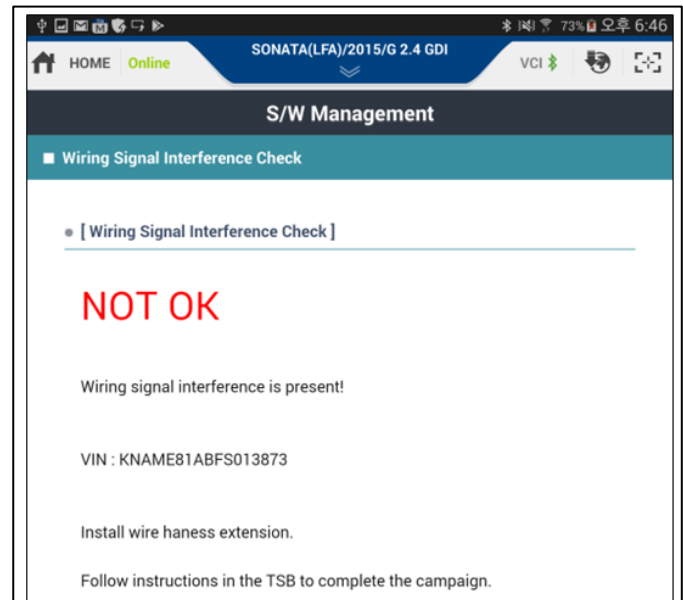 73% 오후 6:46
HOME Online SONATA(LFA)/2015/G 2.4 GDI VCI
S/W Management
Wiring Signal Interference Check
[ Wiring Signal Interference Check ]
NOT OK
Wiring signal interference is present!
VIN : KNAME81ABFS013873
Install wire haness extension.
Follow instructions in the TSB to complete the campaign.